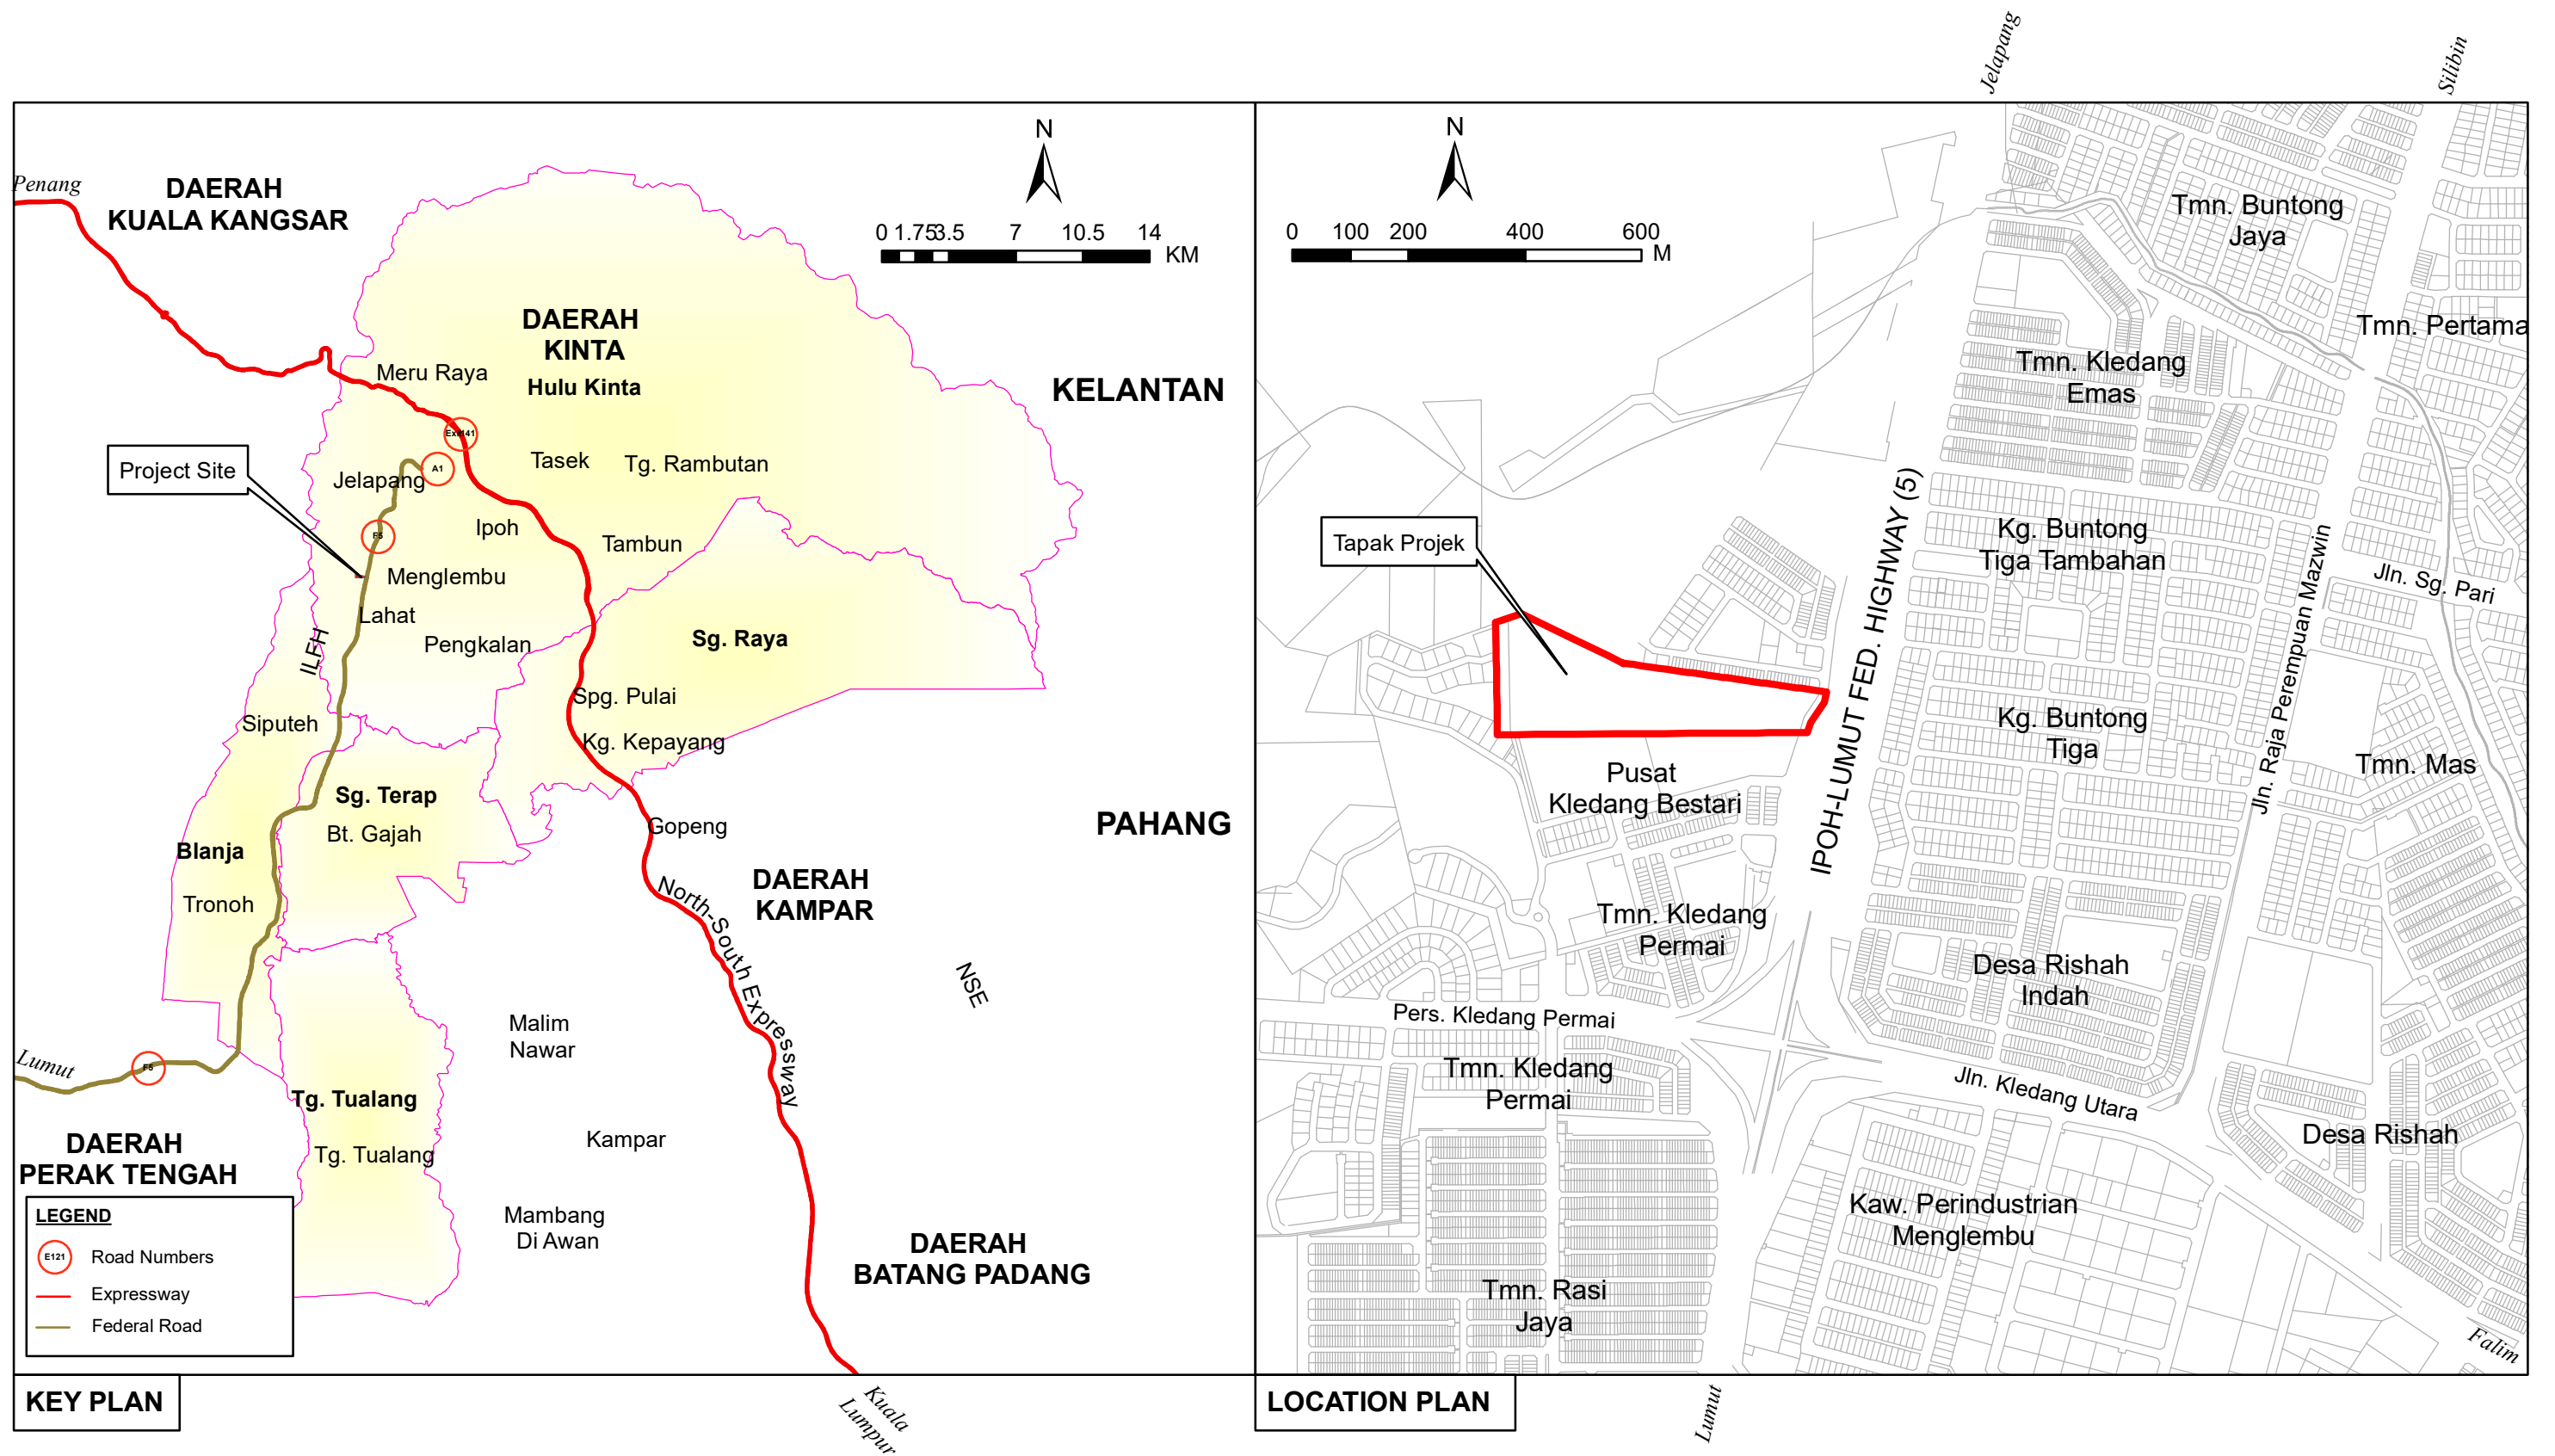 Jelapang
Silibin
Penang
DAERAH
KUALA KANGSAR
N
0 1.75 3.5 7 10.5 14
KM
DAERAH
KINTA
Hulu Kinta
Meru Raya
KELANTAN
Exit141
A1
Project Site
Jelapang
Tasek
Tg. Rambutan
F5
Ipoh
Tambun
Menglembu
Lahat
ILFH
Pengkalan
Sg. Raya
Spg. Pulai
Siputeh
Kg. Kepayang
Sg. Terap
Bt. Gajah
Gopeng
PAHANG
Blanja
Tronoh
DAERAH
KAMPAR
North-South Expressway
NSE
Malim
Nawar
Lumut
F5
Tg. Tualang
Tg. Tualang
Kampar
DAERAH
PERAK TENGAH
Mambang
Di Awan
DAERAH
BATANG PADANG
LEGEND
E121
Road Numbers
Expressway
Federal Road
KEY PLAN
Kuala
Lumpur
N
0 100 200 400 600
M
Tmn. Buntong
Jaya
Tmn. Pertama
Tmn. Kledang
Emas
Tapak Projek
IPOH-LUMUT FED. HIGHWAY (5)
Kg. Buntong
Tiga Tambahan
Jln. Sg. Pari
Jln. Raja Perempuan Mazwin
Kg. Buntong
Tiga
Tmn. Mas
Pusat
Kledang Bestari
Tmn. Kledang
Permai
Desa Rishah
Indah
Pers. Kledang Permai
Tmn. Kledang
Permai
Jln. Kledang Utara
Desa Rishah
Kaw. Perindustrian
Menglembu
Tmn. Rasi
Jaya
Falim
LOCATION PLAN
Lumut